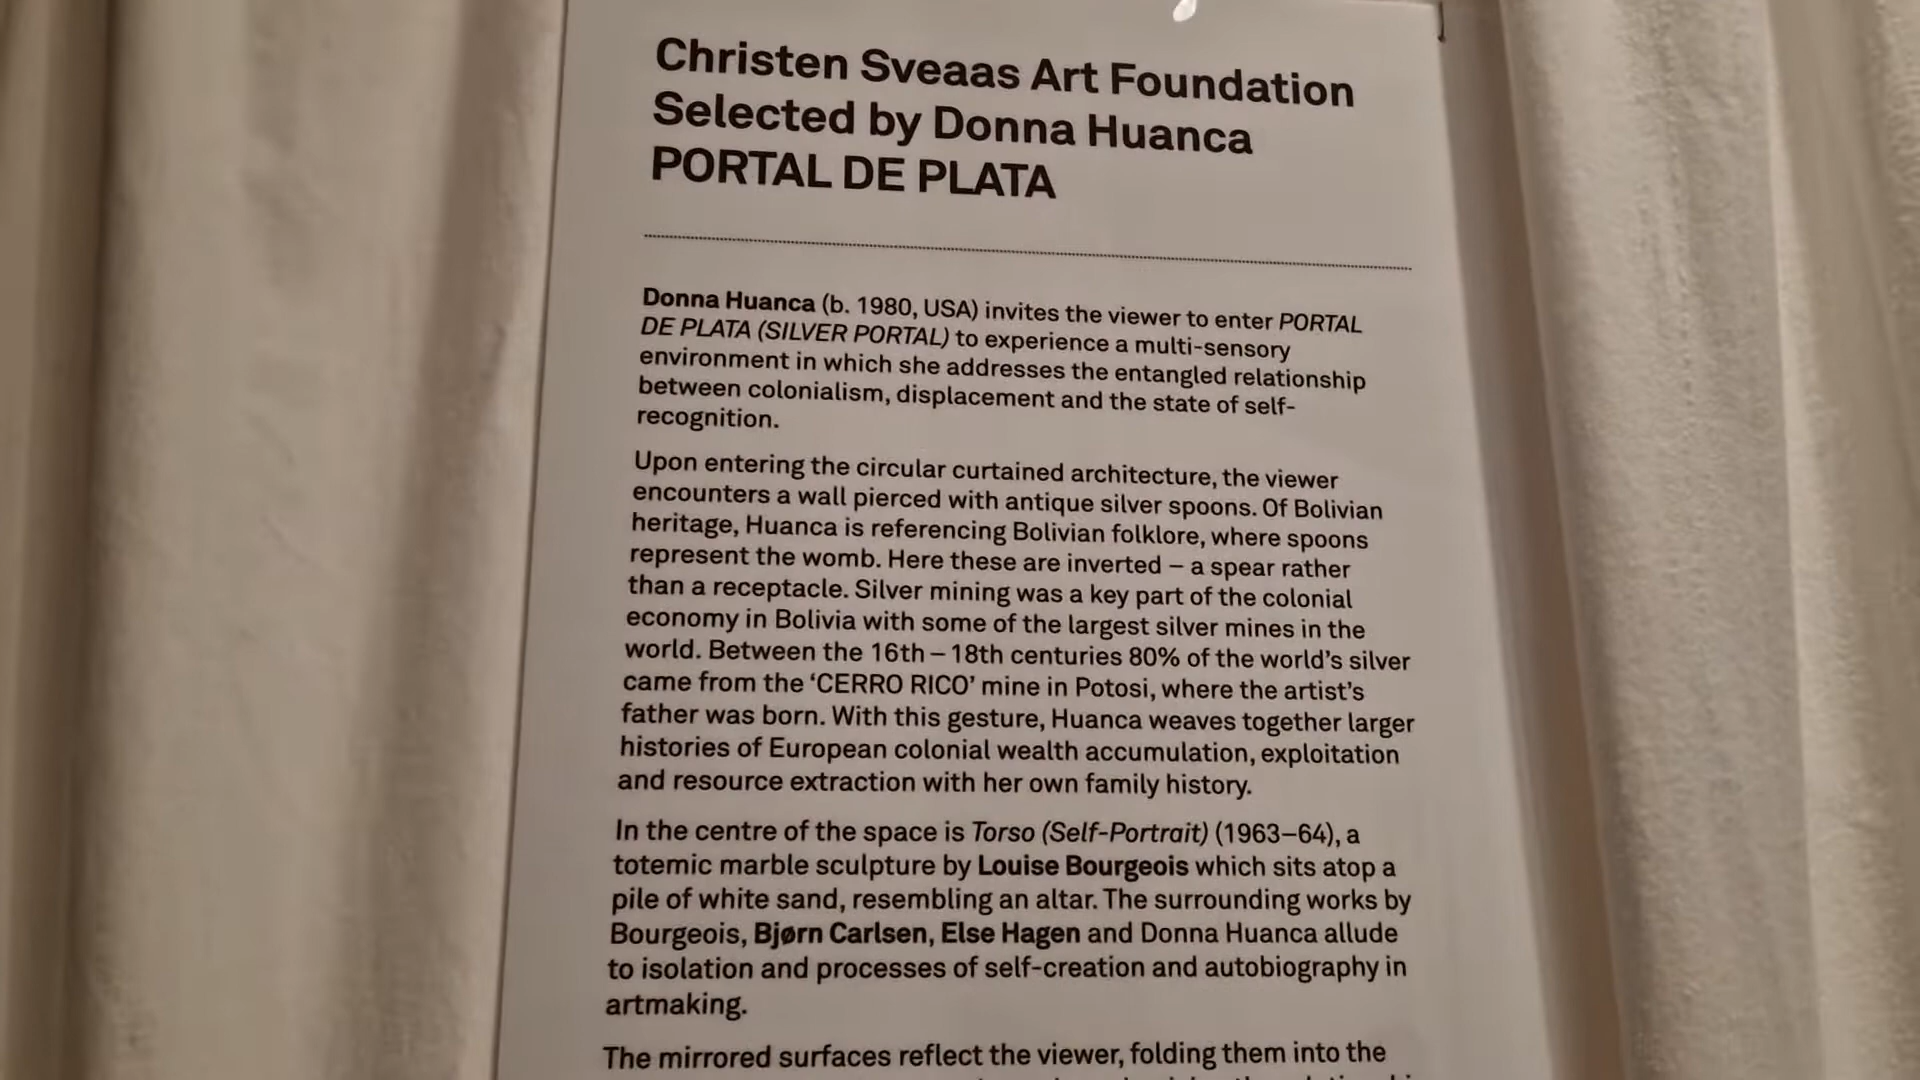 Christen Sveaas Art Foundation
Selected by Donna Huanca
PORTAL DE PLATA
Donna Huanca (b. 1980, USA) invites the viewer to enter PORTAL
DE PLATA (SILVER PORTAL) to experience a multi-sensory
environment in which she addresses the entangled relationship
between colonialism, displacement and the state of self-
recognition.
Upon entering the circular curtained architecture, the viewer
encounters a wall pierced with antique silver spoons. Of Bolivian
heritage, Huanca is referencing Bolivian folklore, where spoons
represent the womb. Here these are inverted – a spear rather
than a receptacle. Silver mining was a key part of the colonial
economy in Bolivia with some of the largest silver mines in the
world. Between the 16th – 18th centuries 80% of the world’s silver
came from the ‘CERRO RICO’ mine in Potosi, where the artist’s
father was born. With this gesture, Huanca weaves together larger
histories of European colonial wealth accumulation, exploitation
and resource extraction with her own family history.
In the centre of the space is Torso (Self-Portrait) (1963–64), a
totemic marble sculpture by Louise Bourgeois which sits atop a
pile of white sand, resembling an altar. The surrounding works by
Bourgeois, Bjørn Carlsen, Else Hagen and Donna Huanca allude
to isolation and processes of self-creation and autobiography in
artmaking.
The mirrored surfaces reflect the viewer, folding them into the